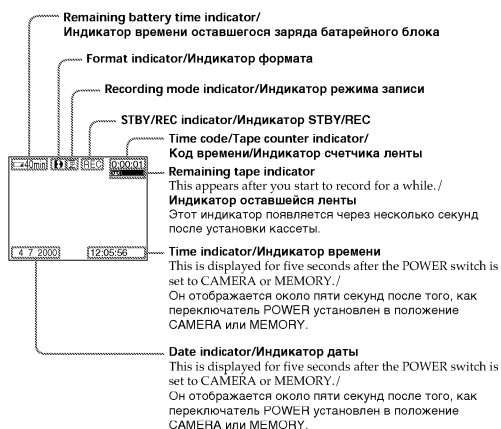 Remaining battery time indicator/
Индикатор времени оставшегося заряда батарейного блока
Format indicator/Индикатор формата
Recording mode indicator/Индикатор режима записи
STBY/REC indicator/Индикатор STBY/REC
Time code/Tape counter indicator/
Код времени/Индикатор счетчика ленты
Remaining tape indicator
This appears after you start to record for a while./
Индикатор оставшейся ленты
Этот индикатор появляется через несколько секунд
после установки кассеты.
40min REC 0:00:01
4 7 2000 12:05:56
Time indicator/Индикатор времени
This is displayed for five seconds after the POWER switch is
set to CAMERA or MEMORY./
Он отображается около пяти секунд после того, как
переключатель POWER установлен в положение
CAMERA или MEMORY.
Date indicator/Индикатор даты
This is displayed for five seconds after the POWER switch is
set to CAMERA or MEMORY./
Он отображается около пяти секунд после того, как
переключатель POWER установлен в положение
CAMERA или MEMORY.